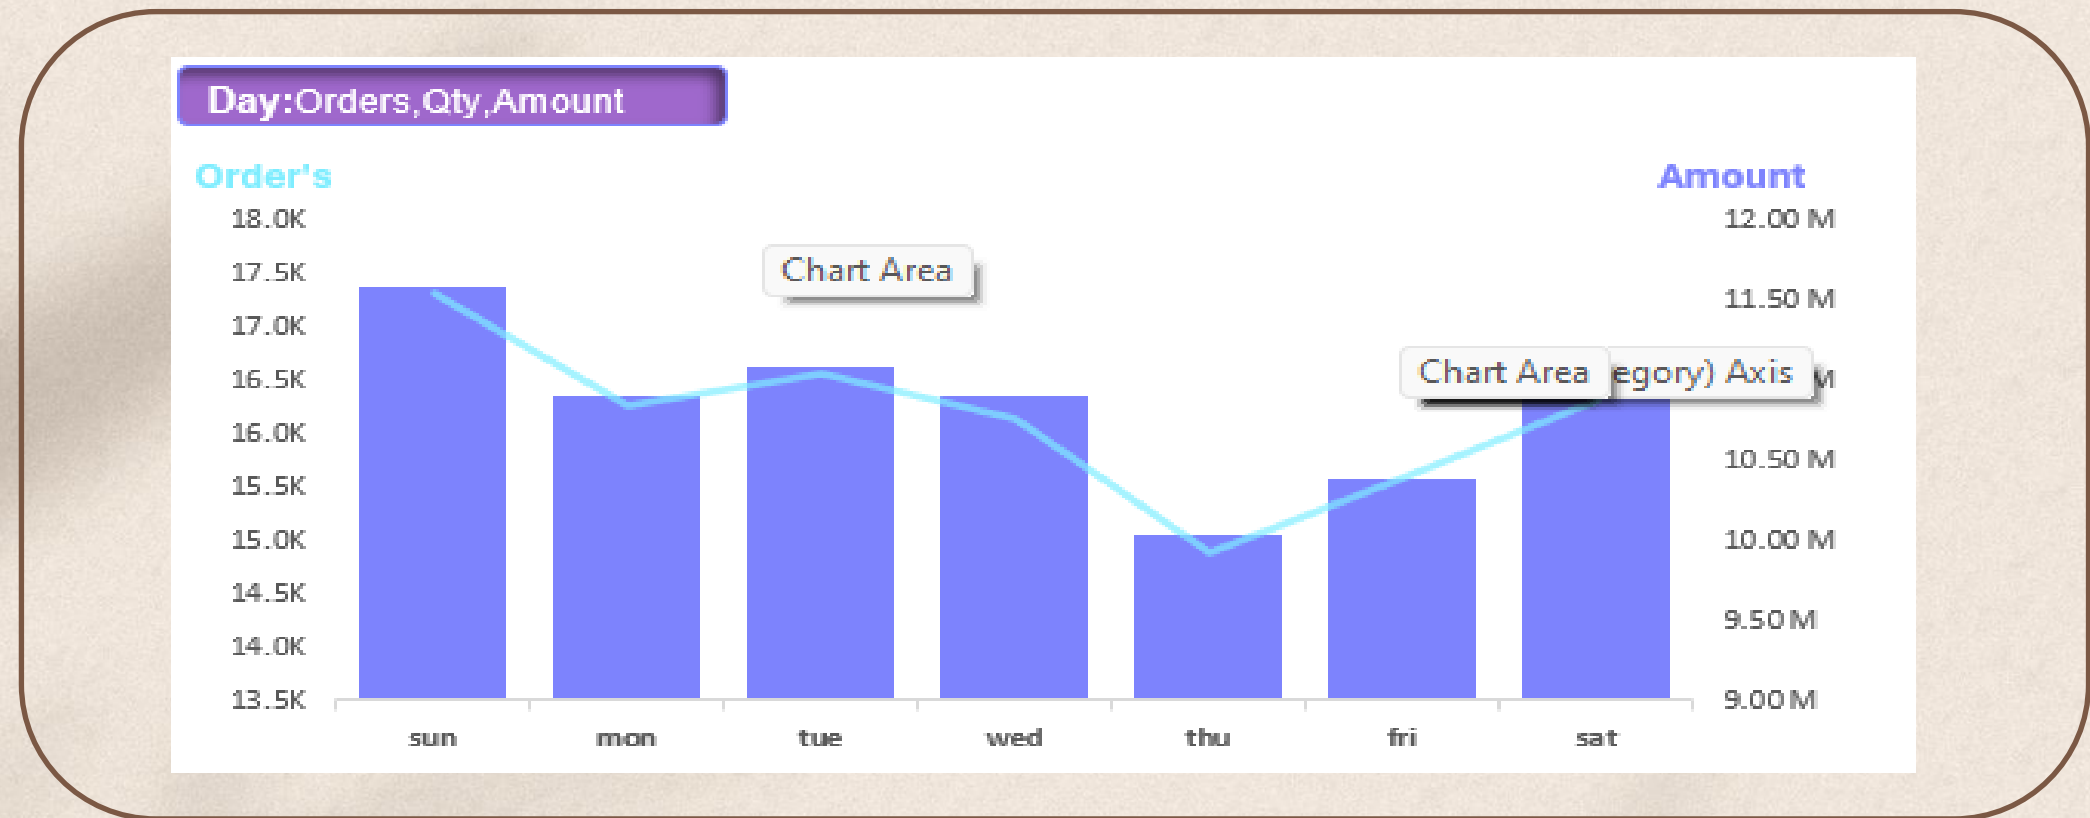 Day:Orders,Qty,Amount
Order's
Amount
18.0K
12.00 M
Chart Area
17.5K
11.50 M
17.0K
16.5K
Chart Area egory) Axis M
16.0K
10.50 M
15.5K
15.0K
10.00 M
14.5K
9.50 M
14.0K
13.5K
9.00 M
sun mon tue wed thu fri sat